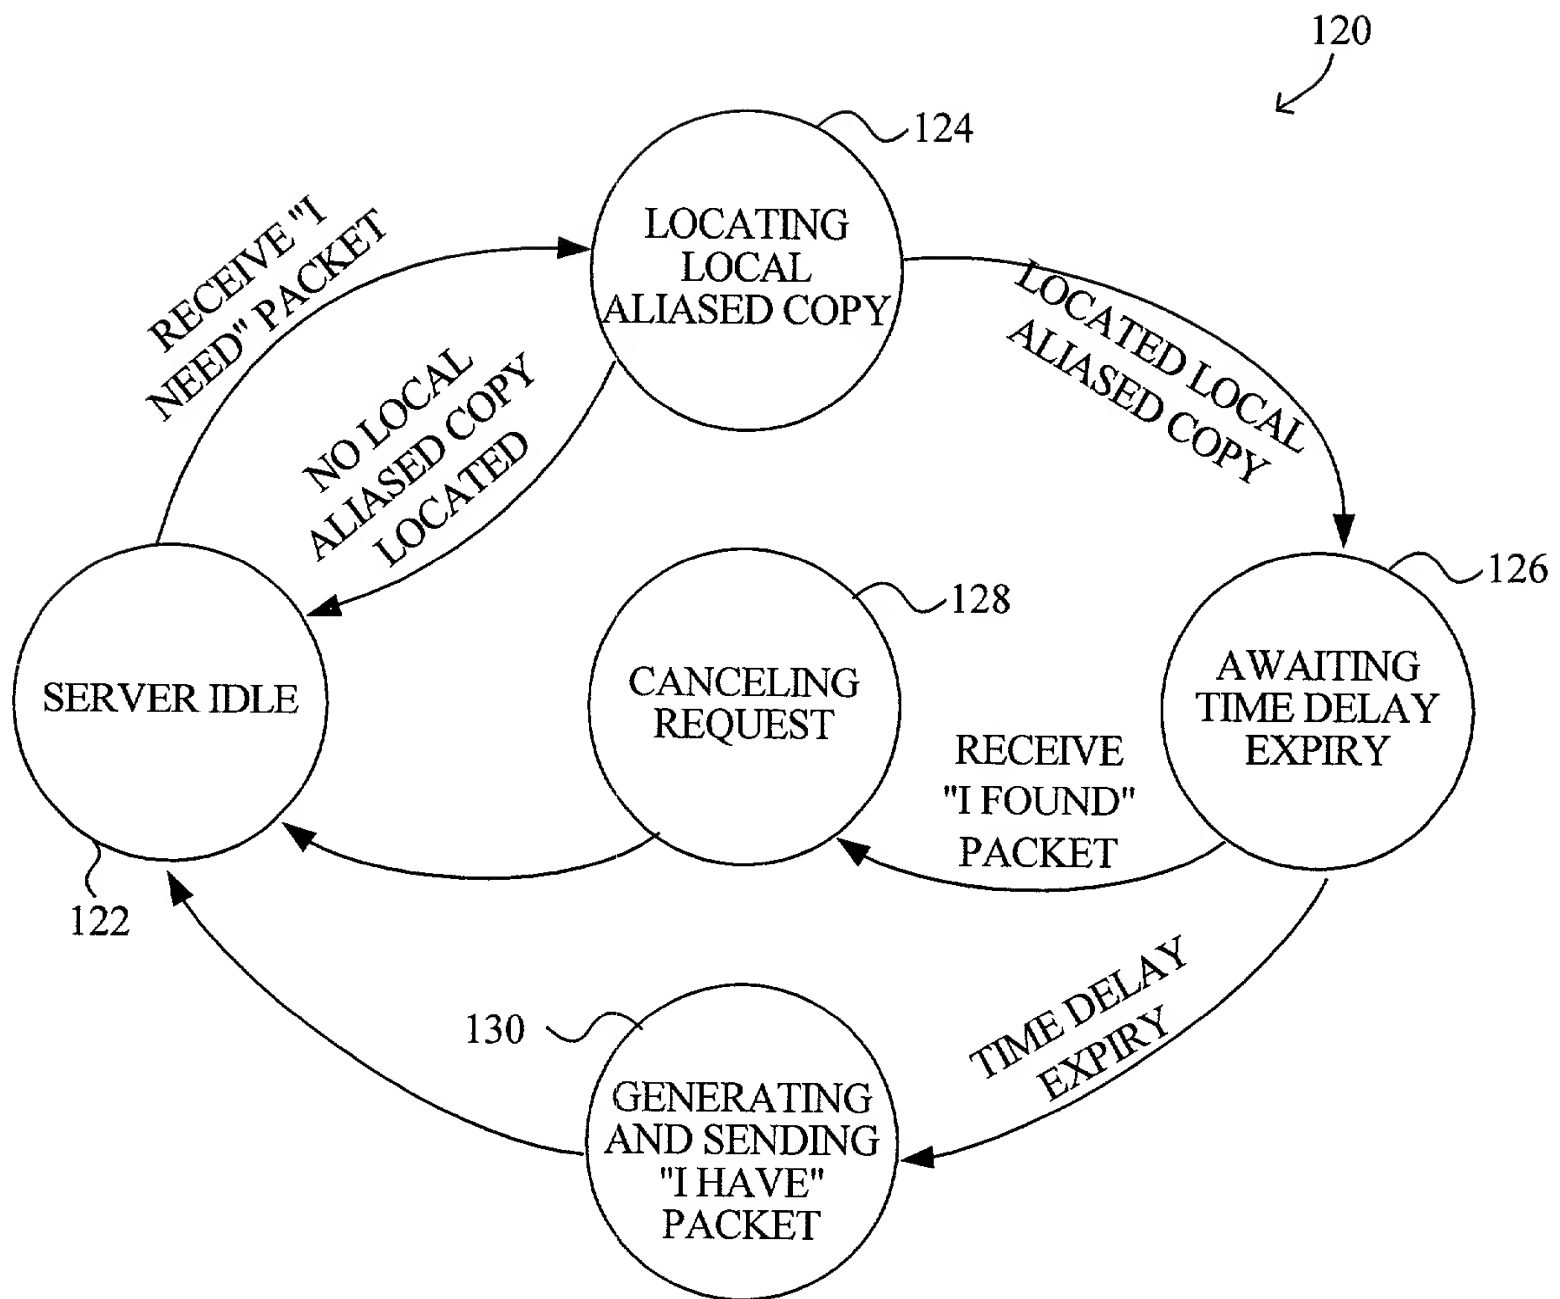 120
124
LOCATING
LOCAL
ALIASED COPY
RECEIVE "I
NEED" PACKET
NO LOCAL
ALIASED COPY
LOCATED
LOCATED LOCAL
ALIASED COPY
126
128
SERVER IDLE
CANCELING
REQUEST
AWAITING
TIME DELAY
EXPIRY
RECEIVE
"I FOUND"
PACKET
122
TIME DELAY
EXPIRY
130
GENERATING
AND SENDING
"I HAVE"
PACKET